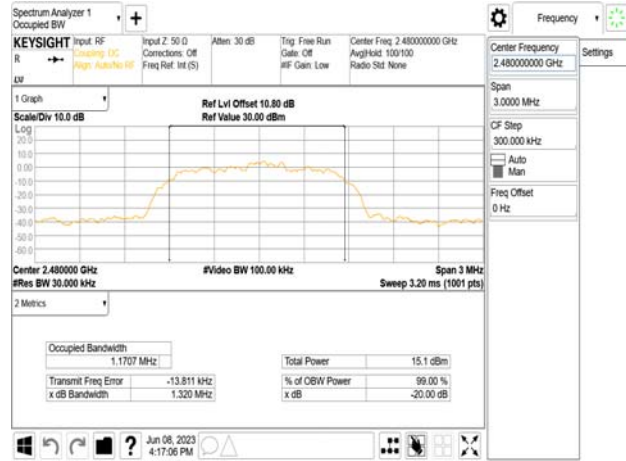 Spectrum Analyzer 1
Occupied BW
Frequency
KEYSIGHT
Input: RF
Coupling: DC
Align: Auto/No RF
Input Z: 50 Ω
Corrections: Off
Freq Ref: Int (S)
Atten: 30 dB
Trig: Free Run
Gate: Off
#IF Gain: Low
Center Freq: 2.480000000 GHz
Avg|Hold: 100/100
Radio Std: None
R
Center Frequency
2.480000000 GHz
Settings
Span
3.0000 MHz
CF Step
300.000 kHz
Auto
Man
Freq Offset
0 Hz
1 Graph
Scale/Div 10.0 dB
Ref Lvl Offset 10.80 dB
Ref Value 30.00 dBm
Log
20.0
10.0
0.00
-10.0
-20.0
-30.0
-40.0
-50.0
-60.0
Center 2.480000 GHz
#Res BW 30.000 kHz
#Video BW 100.00 kHz
Span 3 MHz
Sweep 3.20 ms (1001 pts)
2 Metrics
Occupied Bandwidth
1.1707 MHz
Transmit Freq Error -13.811 kHz
x dB Bandwidth 1.320 MHz
Total Power 15.1 dBm
% of OBW Power 99.00 %
x dB -20.00 dB
?
Jun 08, 2023
4:17:06 PM